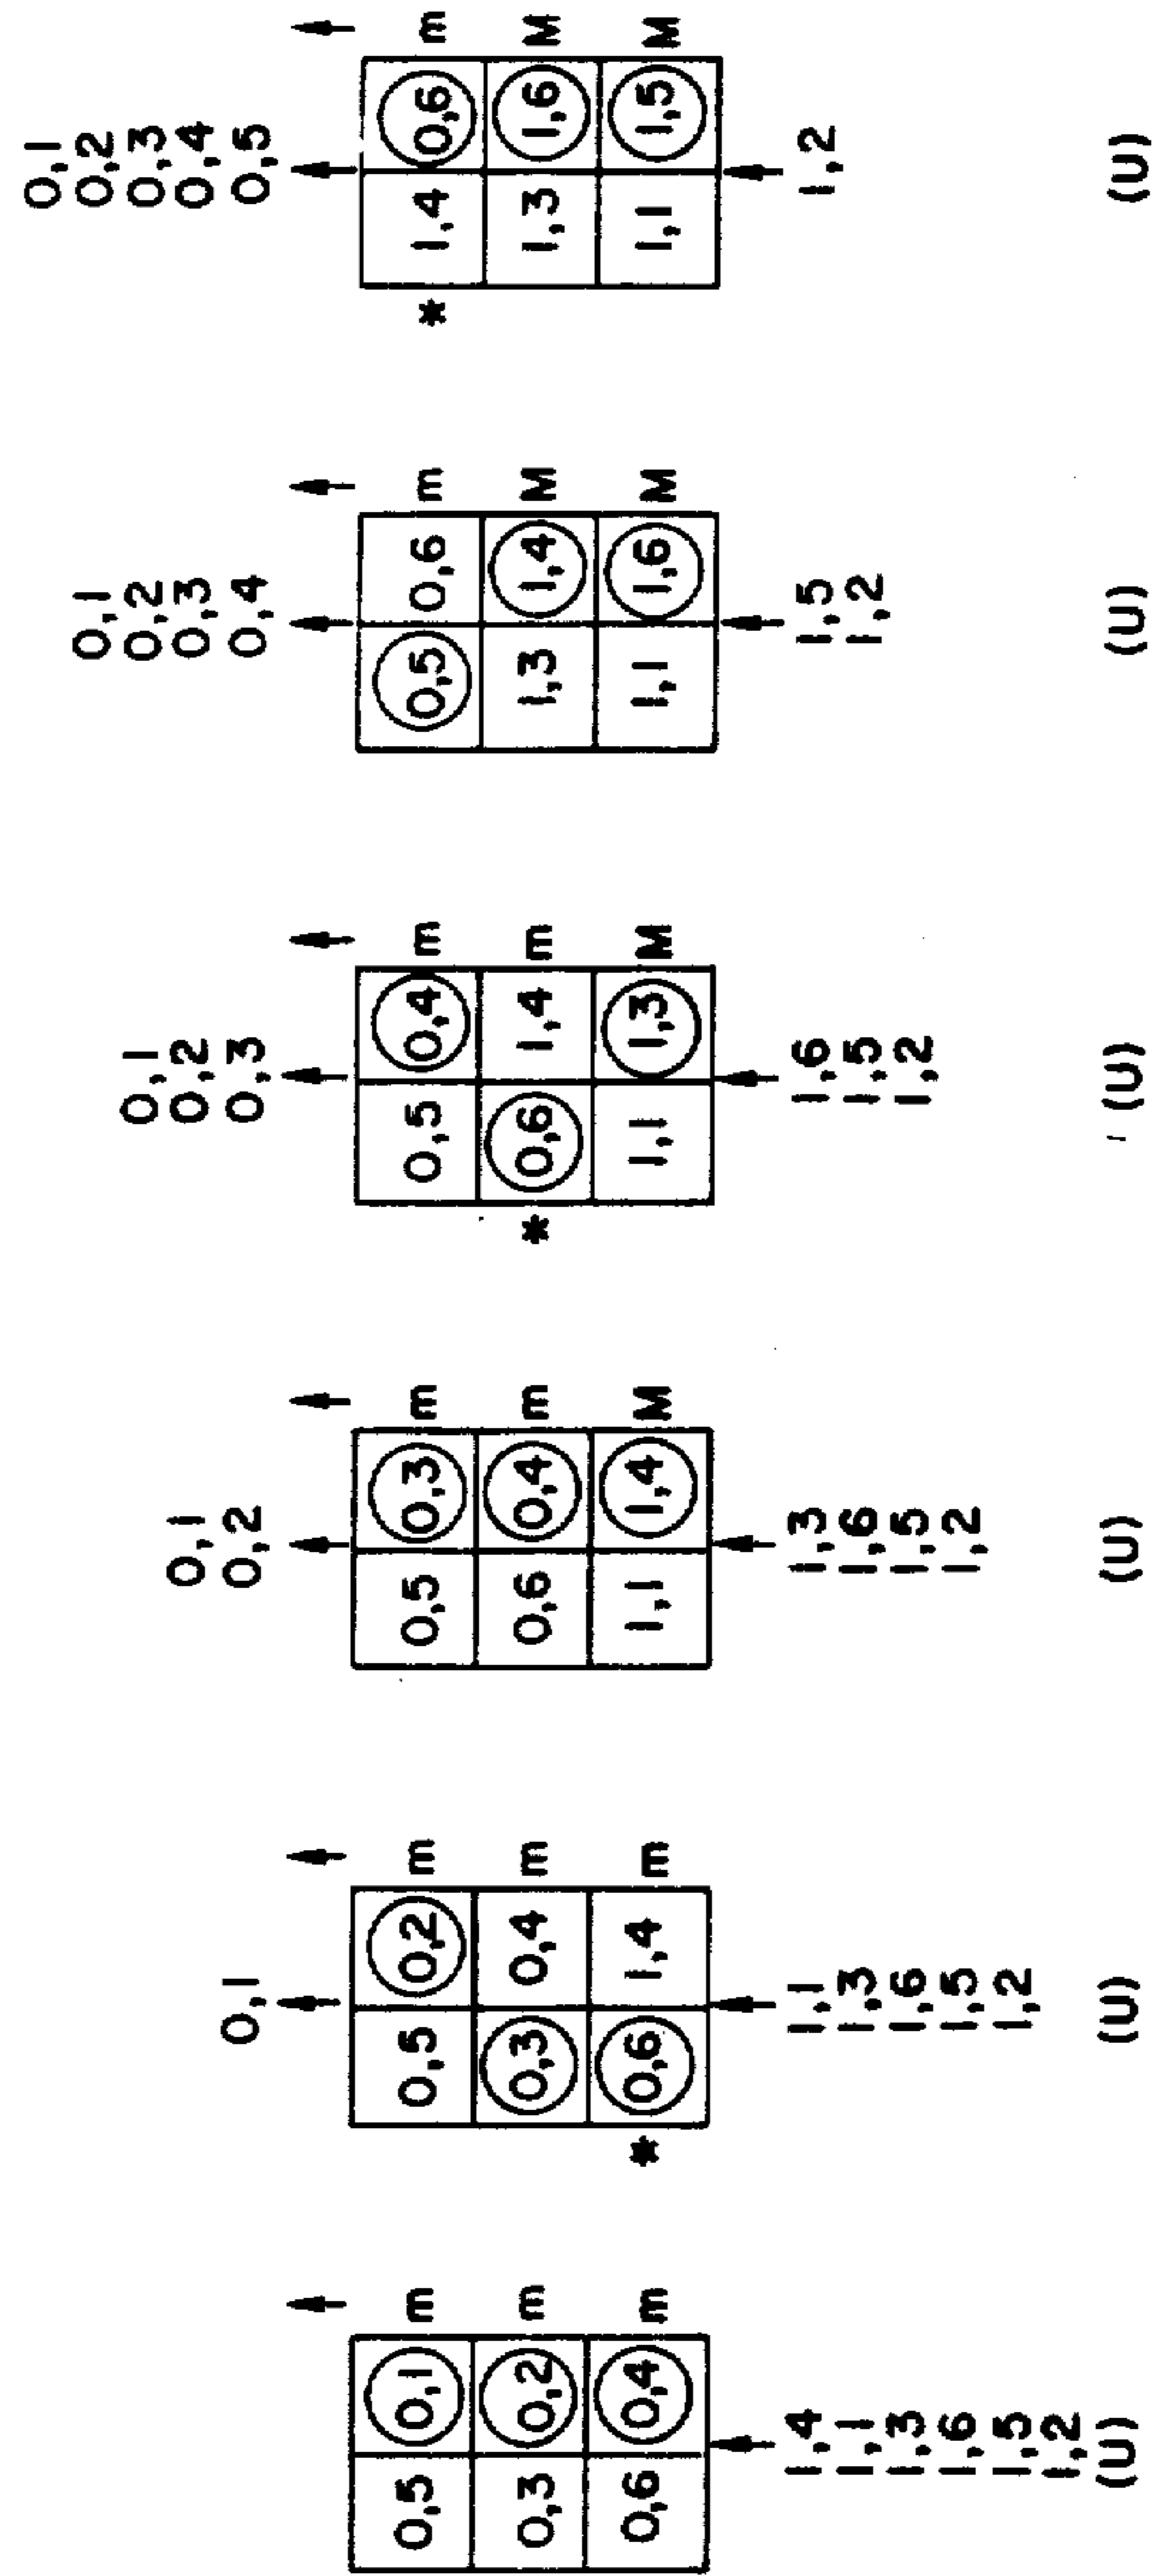 0,1
0,2
0,3
0,4
0,5
1,4 0,6 m
* 1,3 1,6 M
1,1 1,5 M
1,2
(U)
0,1
0,2
0,3
0,4
0,5 0,6 m
1,3 1,4 M
1,1 1,6 M
1,5
1,2
(U)
0,1
0,2
0,3
0,5 0,4 m
* 0,6 1,4 m
1,1 1,3 M
1,6
1,5
1,2
(U)
0,1
0,2
0,5 0,3 m
0,6 0,4 m
1,1 1,4 M
1,3
1,6
1,5
1,2
(U)
0,1
0,5 0,2 m
0,3 0,4 m
* 0,6 1,4 m
1,1
1,3
1,6
1,5
1,2
(U)
0,5 0,1 m
0,3 0,2 m
0,6 0,4 m
1,4
1,1
1,3
1,6
1,5
1,2
(U)